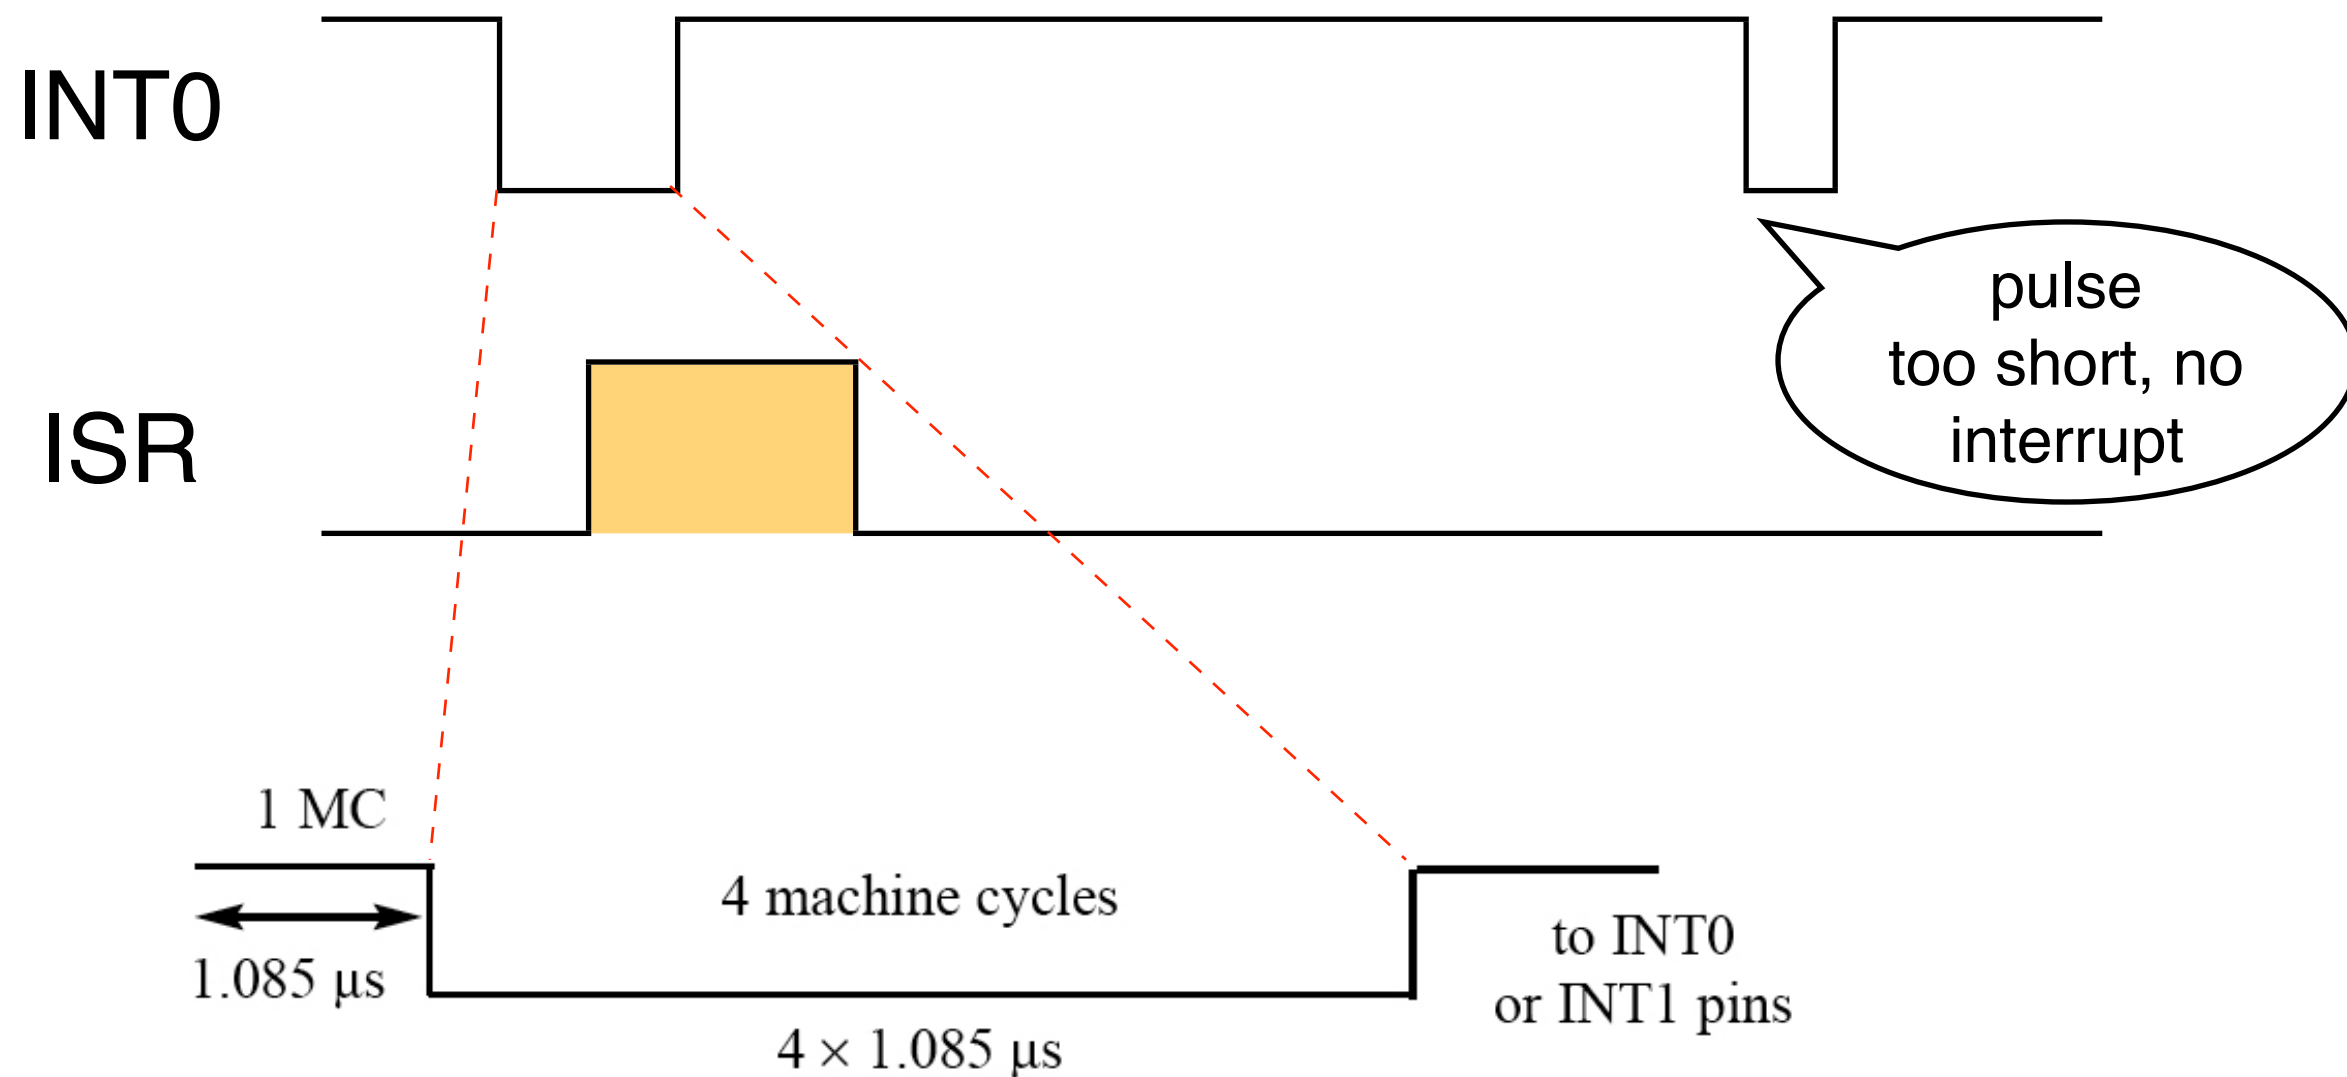 INT0
pulse
too short, no
interrupt
ISR
1 MC
4 machine cycles
1.085 μs
to INT0
or INT1 pins
4 × 1.085 μs